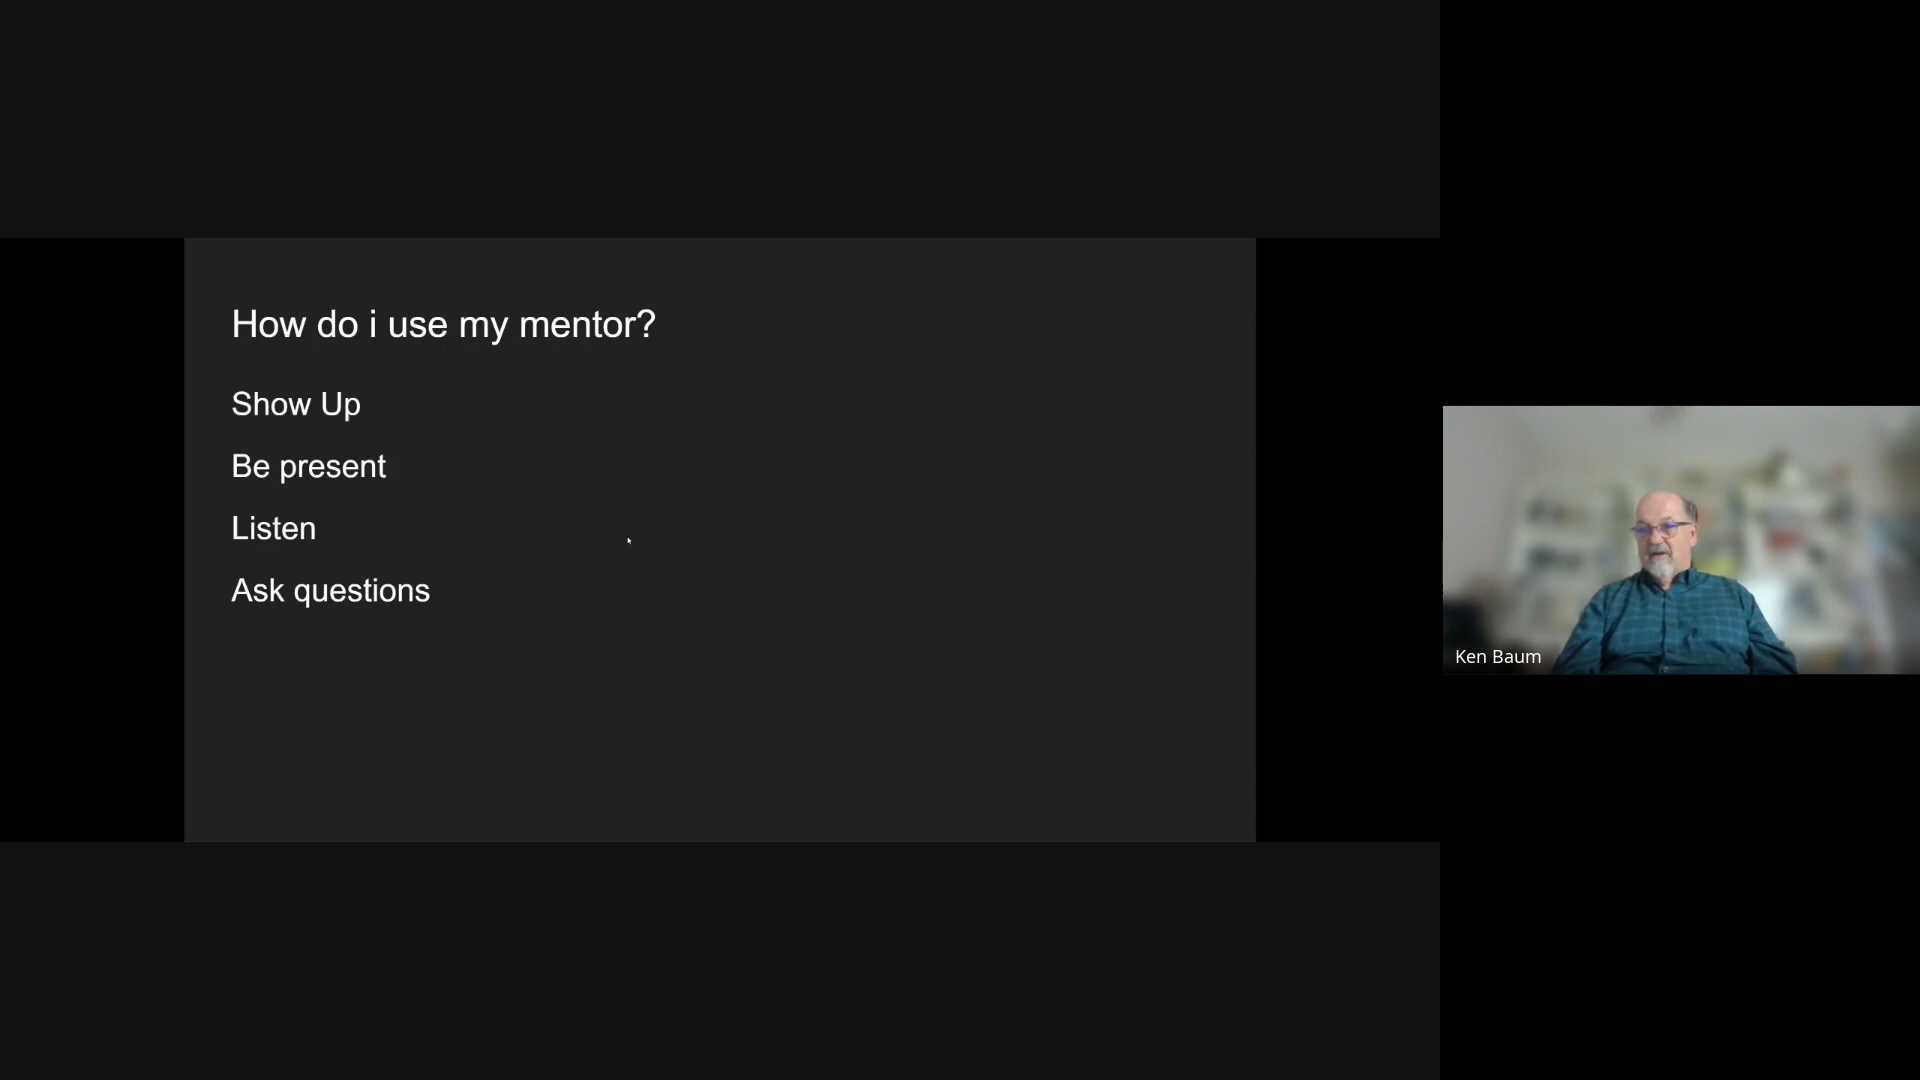 How do i use my mentor?
Show Up
Be present
Listen
Ask questions
Ken Baum